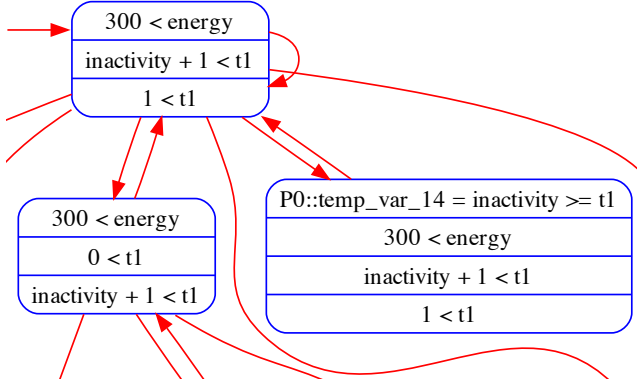 300 < energy
inactivity + 1 < t1
1 < t1
300 < energy
0 < t1
inactivity + 1 < t1
P0::temp_var_14 = inactivity >= t1
300 < energy
inactivity + 1 < t1
1 < t1